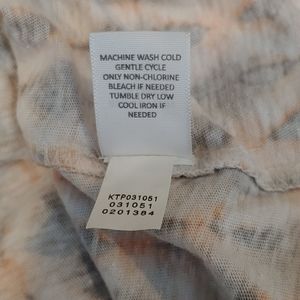 MACHINE WASH COLD
GENTLE CYCLE
ONLY NON-CHLORINE
BLEACH IF NEEDED
TUMBLE DRY LOW
COOL IRON IF
NEEDED
KTP031051
031051
0201384